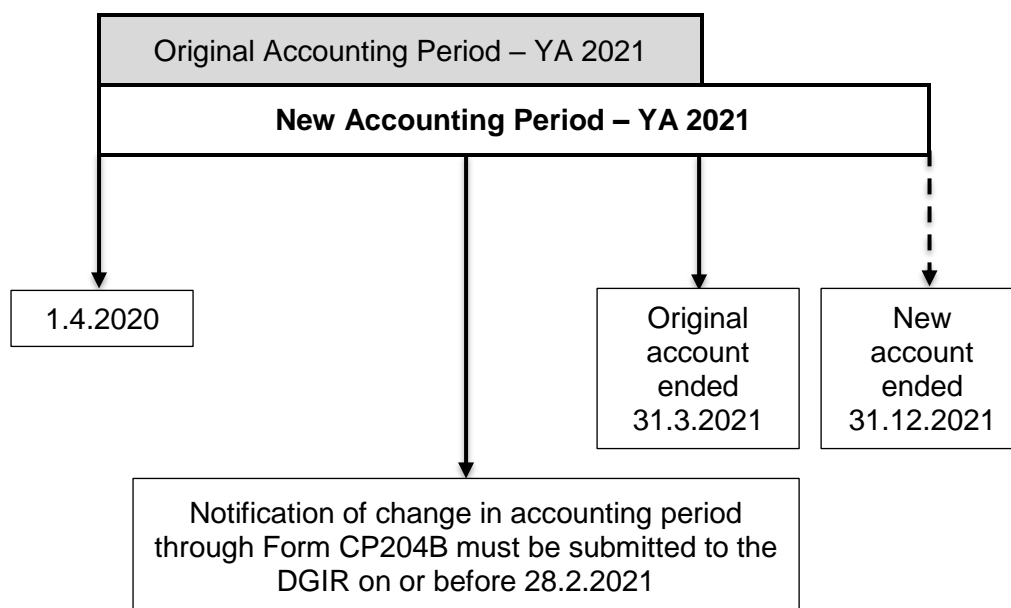 Original Accounting Period – YA 2021
New Accounting Period – YA 2021
1.4.2020
Original
account
ended
31.3.2021
New
account
ended
31.12.2021
Notification of change in accounting period
through Form CP204B must be submitted to the
DGIR on or before 28.2.2021